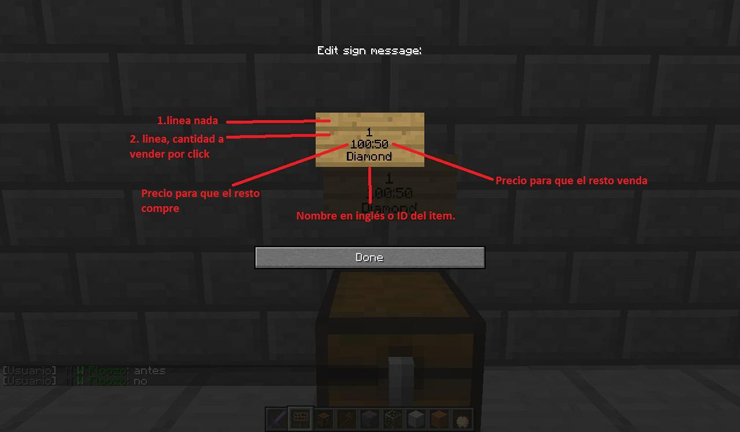 Edit sign message:
1.linea nada
2. linea, cantidad a
vender por click
1
100:50
Diamond
Precio para que el resto
compre
Precio para que el resto venda
1
100:50
Diamond
Nombre en inglés o ID del item.
Done
[Usuario] antes
[Usuario] no